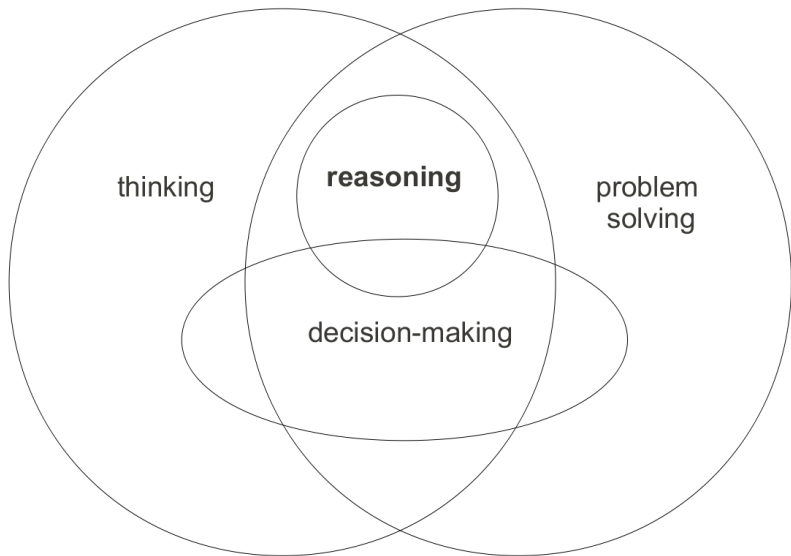 thinking
reasoning
problem
solving
decision-making